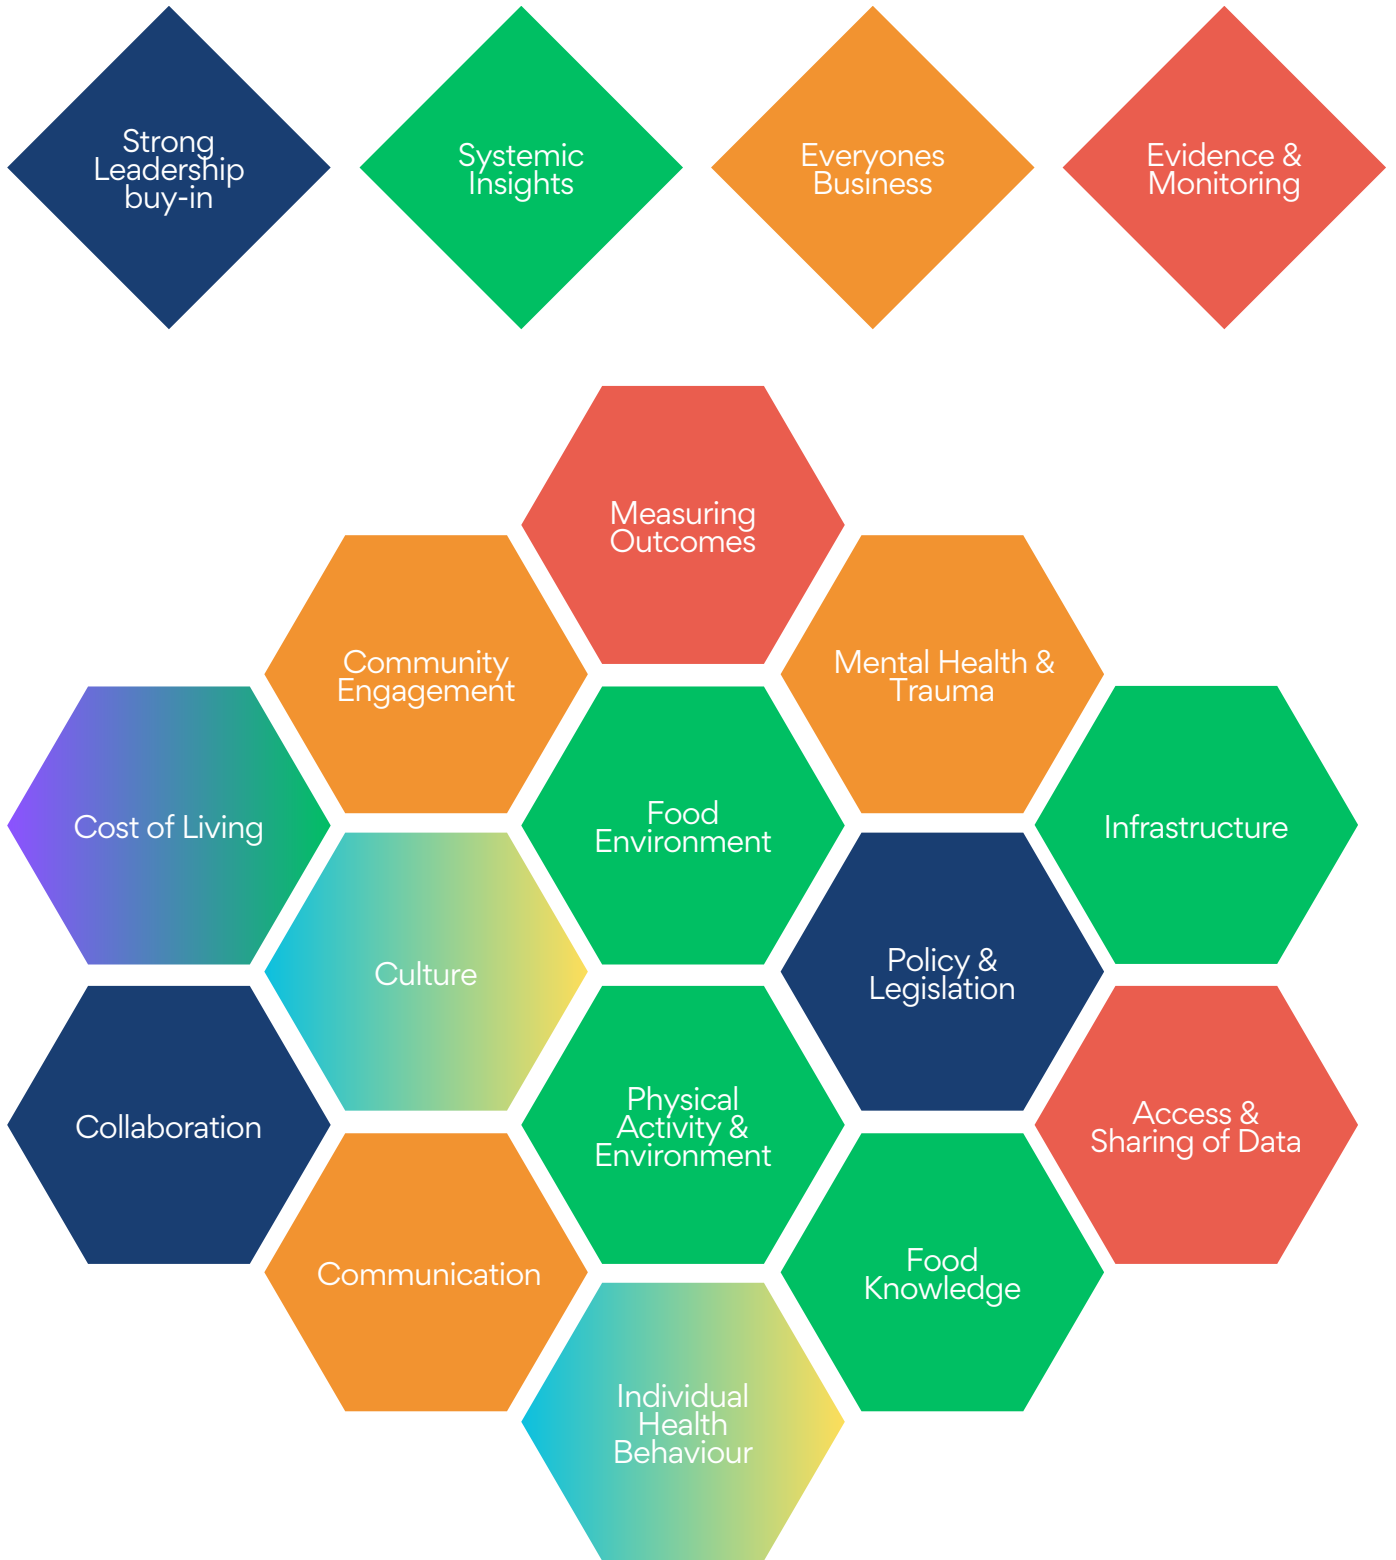 Strong
Leadership
buy-in
Systemic
Insights
Everyones
Business
Evidence &
Monitoring
Measuring
Outcomes
Community
Engagement
Mental Health &
Trauma
Cost of Living
Food
Environment
Infrastructure
Culture
Policy &
Legislation
Collaboration
Physical
Activity &
Environment
Access &
Sharing of Data
Communication
Food
Knowledge
Individual
Health
Behaviour